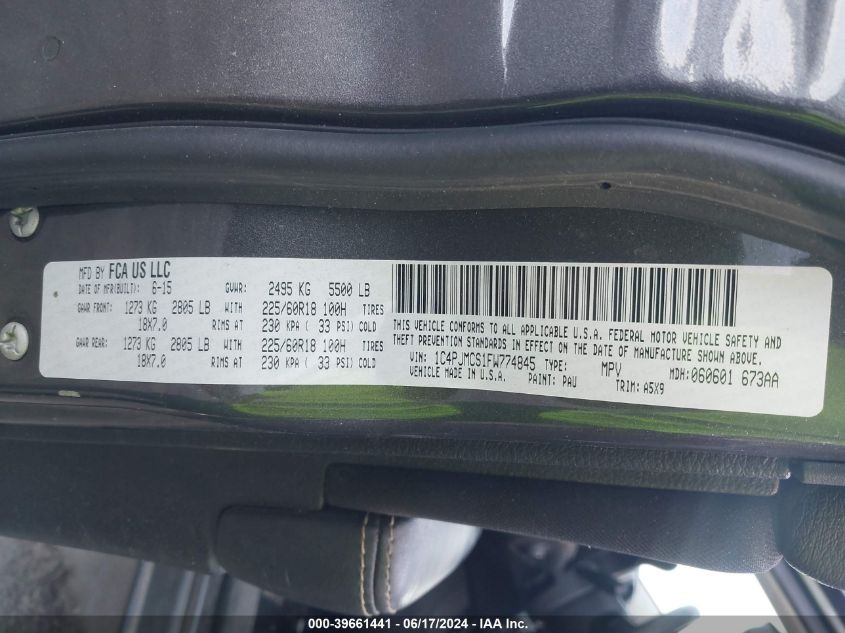 MFD BY FCA US LLC
DATE OF MFR(BUILT): 6-15 GVWR: 2495 KG 5500 LB
GAWR FRONT: 1273 KG 2805 LB WITH 225/60R18 100H TIRES
18X7.0 RIMS AT 230 KPA ( 33 PSI) COLD
GAWR REAR: 1273 KG 2805 LB WITH 225/60R18 100H TIRES
18X7.0 RIMS AT 230 KPA ( 33 PSI) COLD
THIS VEHICLE CONFORMS TO ALL APPLICABLE U.S.A. FEDERAL MOTOR VEHICLE SAFETY AND
THEFT PREVENTION STANDARDS IN EFFECT ON THE DATE OF MANUFACTURE SHOWN ABOVE.
VIN: 1C4PJMCS1FW774845 TYPE: MPV MDH: 060601 673AA
VEHICLE MADE IN U.S.A. PAINT: PAU TRIM: A5X9
000-39661441 - 06/17/2024 - IAA Inc.